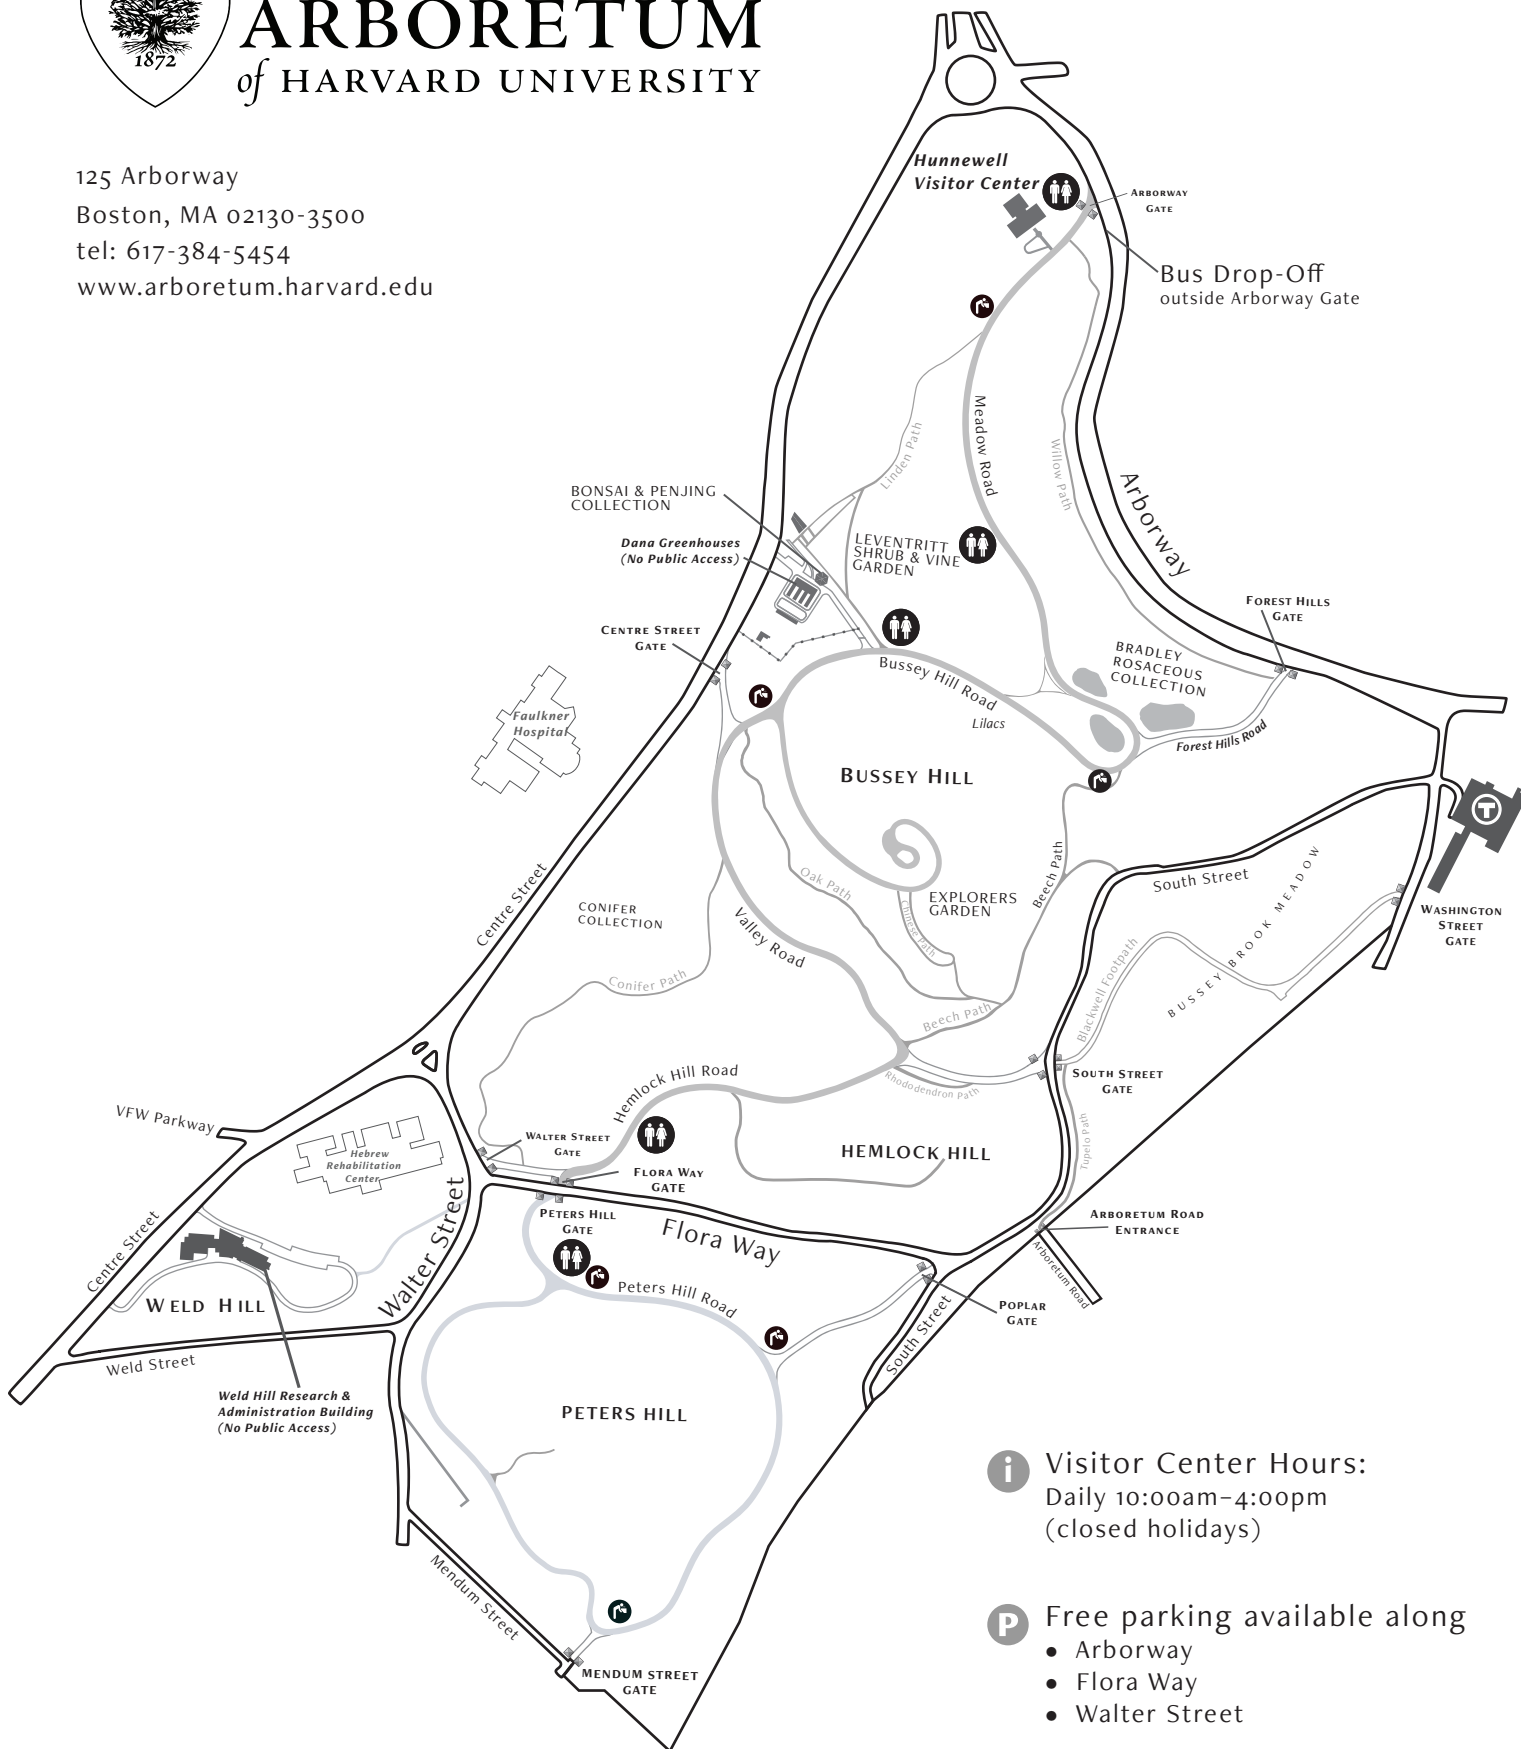 1872
ARBORETUM
of HARVARD UNIVERSITY
125 Arborway
Boston, MA 02130-3500
tel: 617-384-5454
www.arboretum.harvard.edu
Hunnewell
Visitor Center
ARBORWAY
GATE
Bus Drop-Off
outside Arborway Gate
Meadow Road
Linden Path
Willow Path
Arborway
BONSAI & PENJING
COLLECTION
Dana Greenhouses
(No Public Access)
LEVENTRITT
SHRUB & VINE
GARDEN
FOREST HILLS
GATE
CENTRE STREET
GATE
BRADLEY
ROSACEOUS
COLLECTION
Bussey Hill Road
Lilacs
Forest Hills Road
Faulkner
Hospital
BUSSEY HILL
T
Centre Street
CONIFER
COLLECTION
Oak Path
Chinese Path
EXPLORERS
GARDEN
Beech Path
South Street
BUSSEY BROOK MEADOW
WASHINGTON
STREET
GATE
Valley Road
Conifer Path
Blackwell Footpath
Beech Path
Rhododendron Path
SOUTH STREET
GATE
Hemlock Hill Road
VFW Parkway
Hebrew
Rehabilitation
Center
WALTER STREET
GATE
FLORA WAY
GATE
HEMLOCK HILL
Tupelo Path
PETERS HILL
GATE
Flora Way
ARBORETUM ROAD
ENTRANCE
Arboretum Road
Centre Street
Walter Street
WELD HILL
Peters Hill Road
POPLAR
GATE
South Street
Weld Street
Weld Hill Research &
Administration Building
(No Public Access)
PETERS HILL
Mendum Street
MENDUM STREET
GATE
i
Visitor Center Hours:
Daily 10:00am–4:00pm
(closed holidays)
P
Free parking available along
• Arborway
• Flora Way
• Walter Street